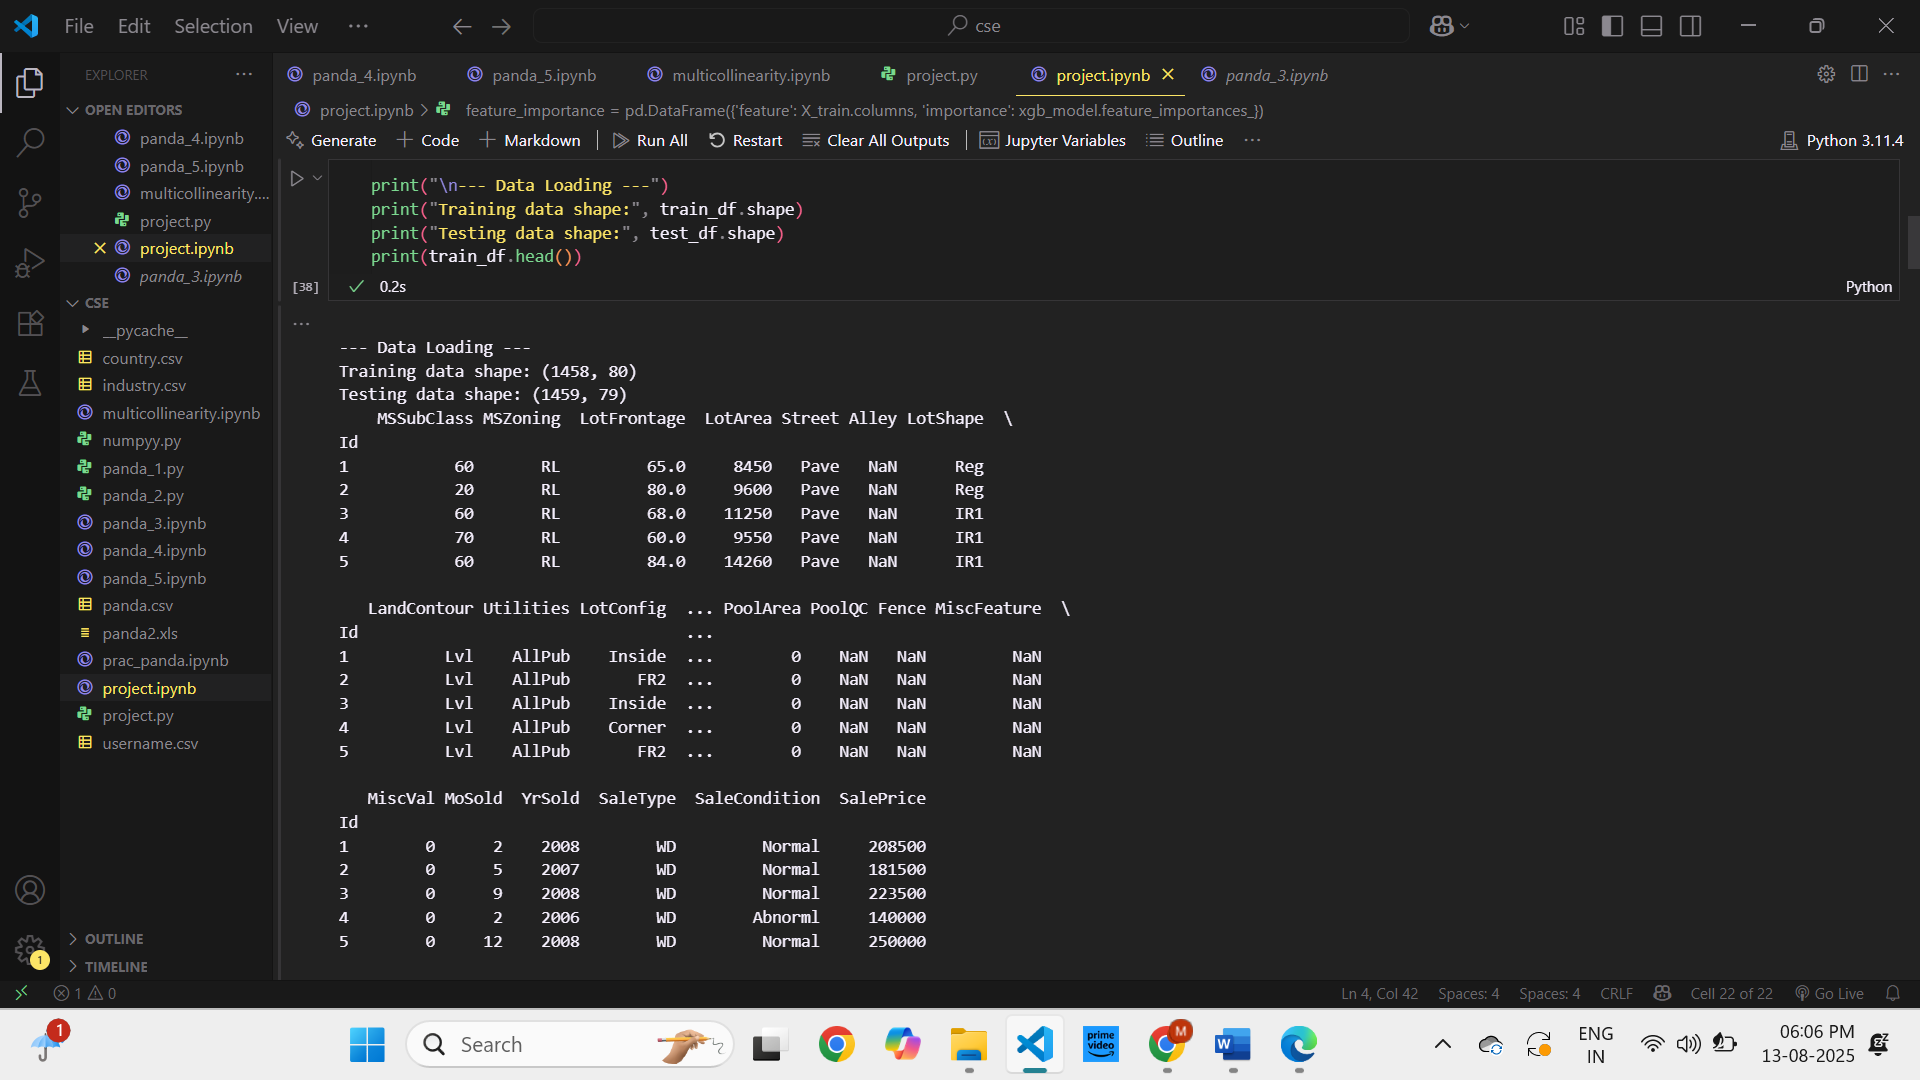 File Edit Selection View ···
cse
EXPLORER ···
OPEN EDITORS
panda_4.ipynb
panda_5.ipynb
multicollinearity....
project.py
project.ipynb
panda_3.ipynb
CSE
__pycache__
country.csv
industry.csv
multicollinearity.ipynb
numpyy.py
panda_1.py
panda_2.py
panda_3.ipynb
panda_4.ipynb
panda_5.ipynb
panda.csv
panda2.xls
prac_panda.ipynb
project.ipynb
project.py
username.csv
OUTLINE
TIMELINE
1
panda_4.ipynb panda_5.ipynb multicollinearity.ipynb project.py project.ipynb panda_3.ipynb ···
project.ipynb > feature_importance = pd.DataFrame({'feature': X_train.columns, 'importance': xgb_model.feature_importances_})
Generate + Code + Markdown Run All Restart Clear All Outputs Jupyter Variables Outline ··· Python 3.11.4
print("\n--- Data Loading ---")
print("Training data shape:", train_df.shape)
print("Testing data shape:", test_df.shape)
print(train_df.head())
[38] 0.2s Python
...
--- Data Loading ---
Training data shape: (1458, 80)
Testing data shape: (1459, 79)
MSSubClass MSZoning LotFrontage LotArea Street Alley LotShape \
Id
1 60 RL 65.0 8450 Pave NaN Reg
2 20 RL 80.0 9600 Pave NaN Reg
3 60 RL 68.0 11250 Pave NaN IR1
4 70 RL 60.0 9550 Pave NaN IR1
5 60 RL 84.0 14260 Pave NaN IR1
LandContour Utilities LotConfig ... PoolArea PoolQC Fence MiscFeature \
Id ...
1 Lvl AllPub Inside ... 0 NaN NaN NaN
2 Lvl AllPub FR2 ... 0 NaN NaN NaN
3 Lvl AllPub Inside ... 0 NaN NaN NaN
4 Lvl AllPub Corner ... 0 NaN NaN NaN
5 Lvl AllPub FR2 ... 0 NaN NaN NaN
MiscVal MoSold YrSold SaleType SaleCondition SalePrice
Id
1 0 2 2008 WD Normal 208500
2 0 5 2007 WD Normal 181500
3 0 9 2008 WD Normal 223500
4 0 2 2006 WD Abnorml 140000
5 0 12 2008 WD Normal 250000
1 0 Ln 4, Col 42 Spaces: 4 Spaces: 4 CRLF Cell 22 of 22 Go Live
1 Search prime video M W ENG IN 06:06 PM
13-08-2025